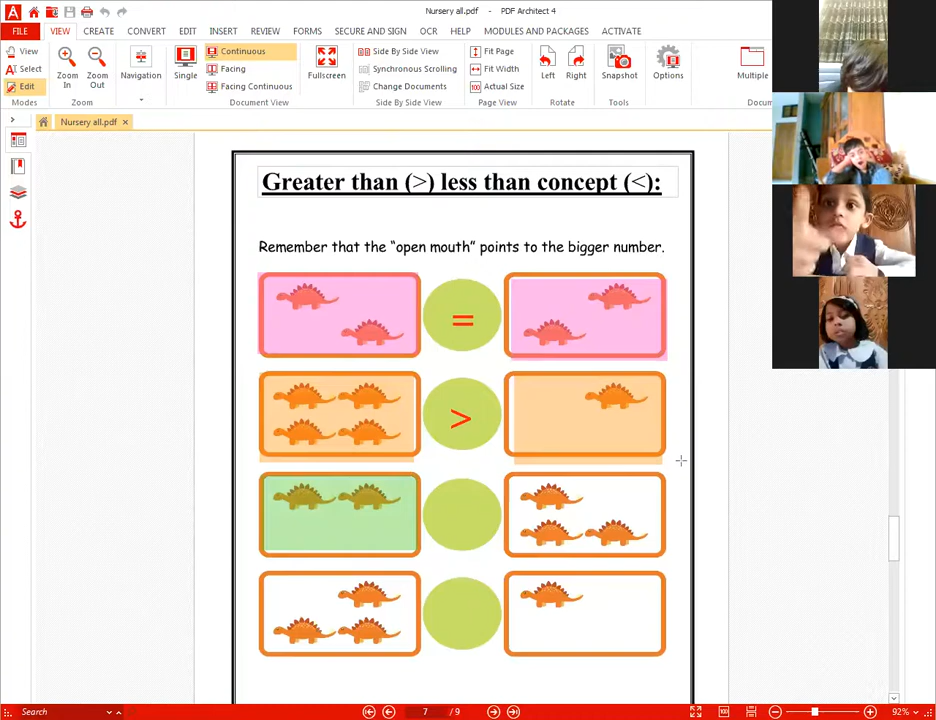 Nursery all.pdf - PDF Architect 4
FILE VIEW CREATE CONVERT EDIT INSERT REVIEW FORMS SECURE AND SIGN OCR HELP MODULES AND PACKAGES ACTIVATE
View
Select
Edit
Modes
Zoom In
Zoom Out
Zoom
Navigation
Single
Continuous
Facing
Facing Continuous
Document View
Fullscreen
Side By Side View
Synchronous Scrolling
Change Documents
Side By Side View
Fit Page
Fit Width
100 Actual Size
Page View
Left
Right
Rotate
Snapshot
Tools
Options
Multiple
Docum
Nursery all.pdf ×
Greater than (>) less than concept (<):
Remember that the “open mouth” points to the bigger number.
=
>
Search
7 / 9
100
92%